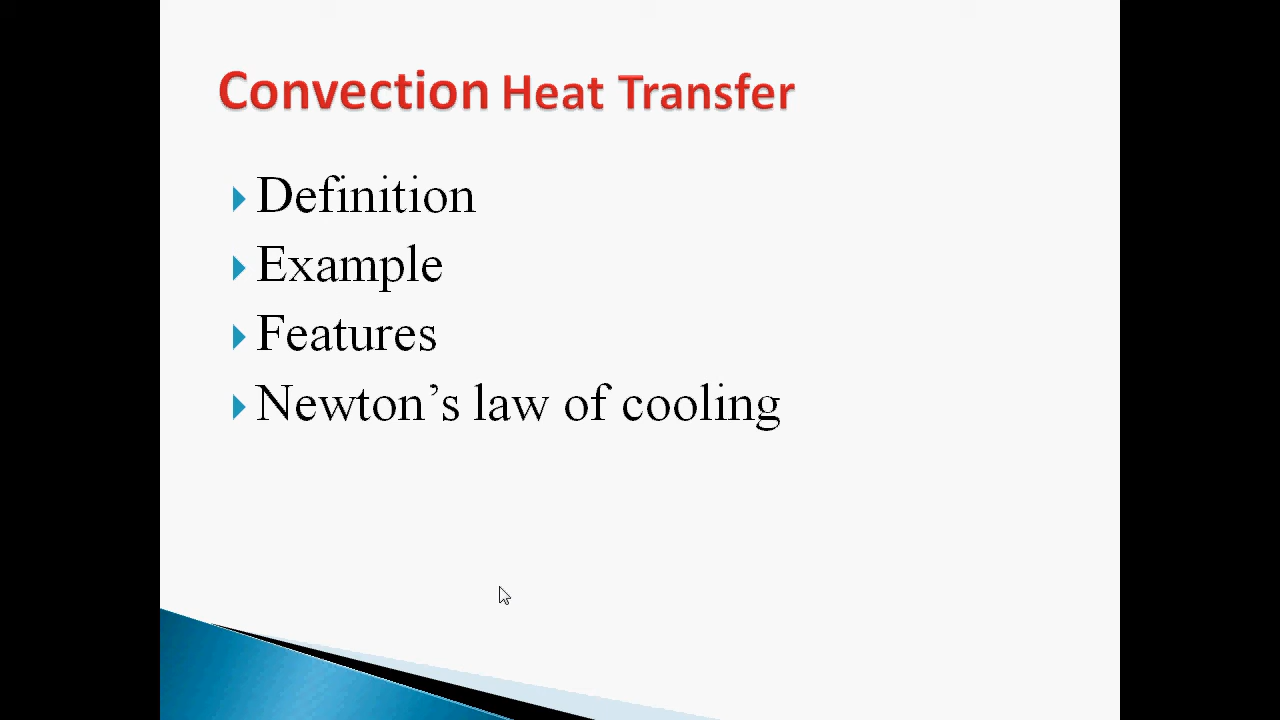 Convection Heat Transfer
Definition
Example
Features
Newton’s law of cooling